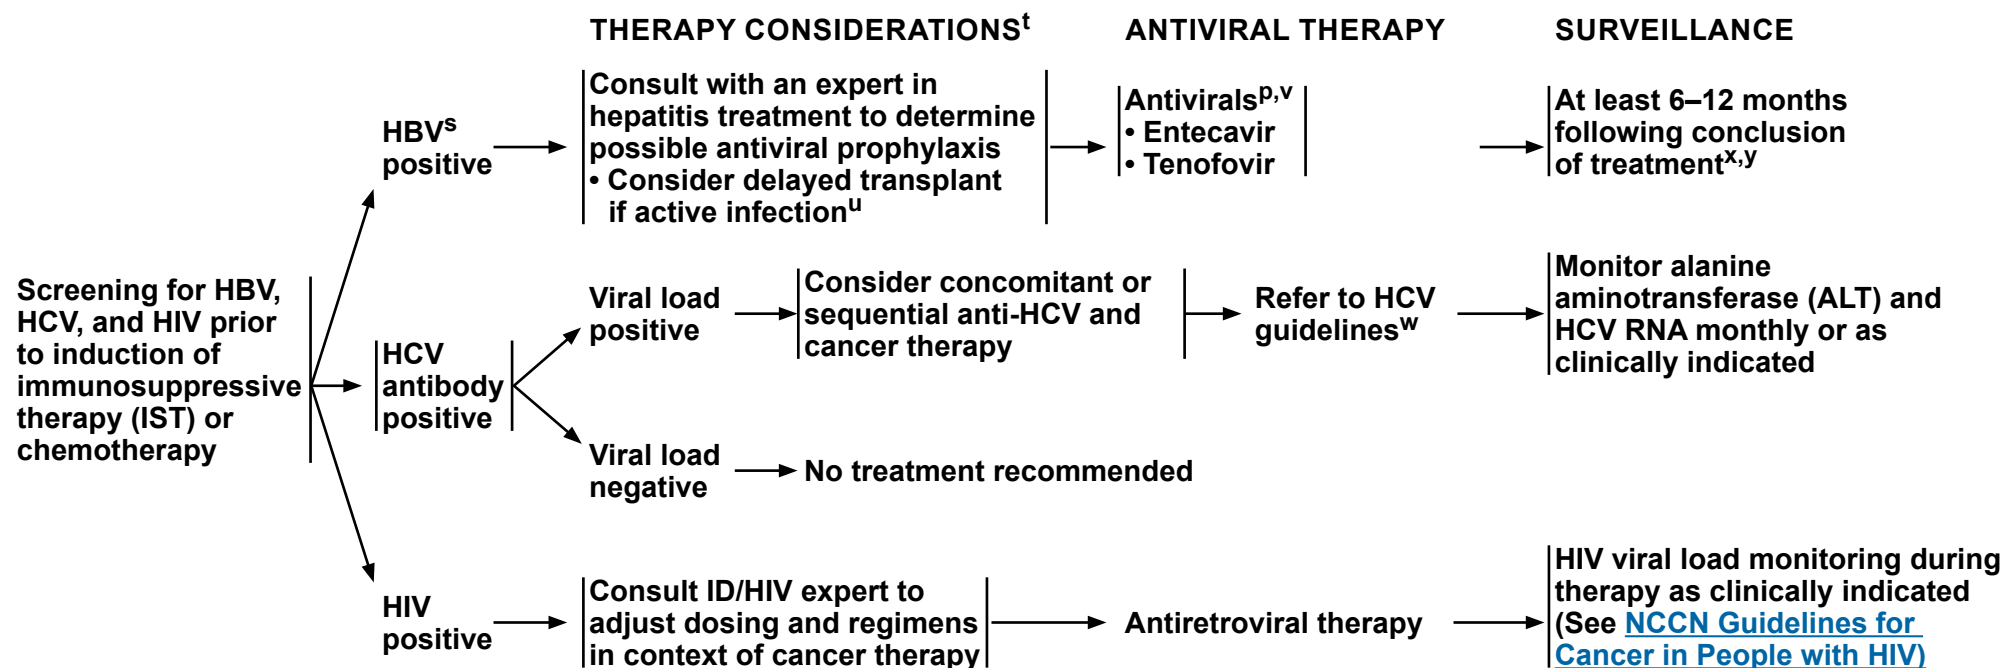 THERAPY CONSIDERATIONSᵗ
ANTIVIRAL THERAPY
SURVEILLANCE
Screening for HBV,
HCV, and HIV prior
to induction of
immunosuppressive
therapy (IST) or
chemotherapy
HBVˢ
positive
Consult with an expert in
hepatitis treatment to determine
possible antiviral prophylaxis
• Consider delayed transplant
if active infectionᵘ
Antiviralsᵖ,ᵛ
• Entecavir
• Tenofovir
At least 6–12 months
following conclusion
of treatmentˣ,ʸ
HCV
antibody
positive
Viral load
positive
Consider concomitant or
sequential anti-HCV and
cancer therapy
Refer to HCV
guidelinesʷ
Monitor alanine
aminotransferase (ALT) and
HCV RNA monthly or as
clinically indicated
Viral load
negative
No treatment recommended
HIV
positive
Consult ID/HIV expert to
adjust dosing and regimens
in context of cancer therapy
Antiretroviral therapy
HIV viral load monitoring during
therapy as clinically indicated
(See NCCN Guidelines for
Cancer in People with HIV)